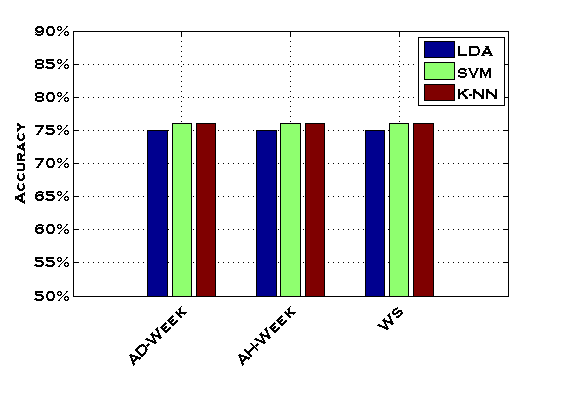 90%
85%
80%
75%
70%
65%
60%
55%
50%
Accuracy
LDA
SVM
K-NN
AD-Week
AH-Week
WS